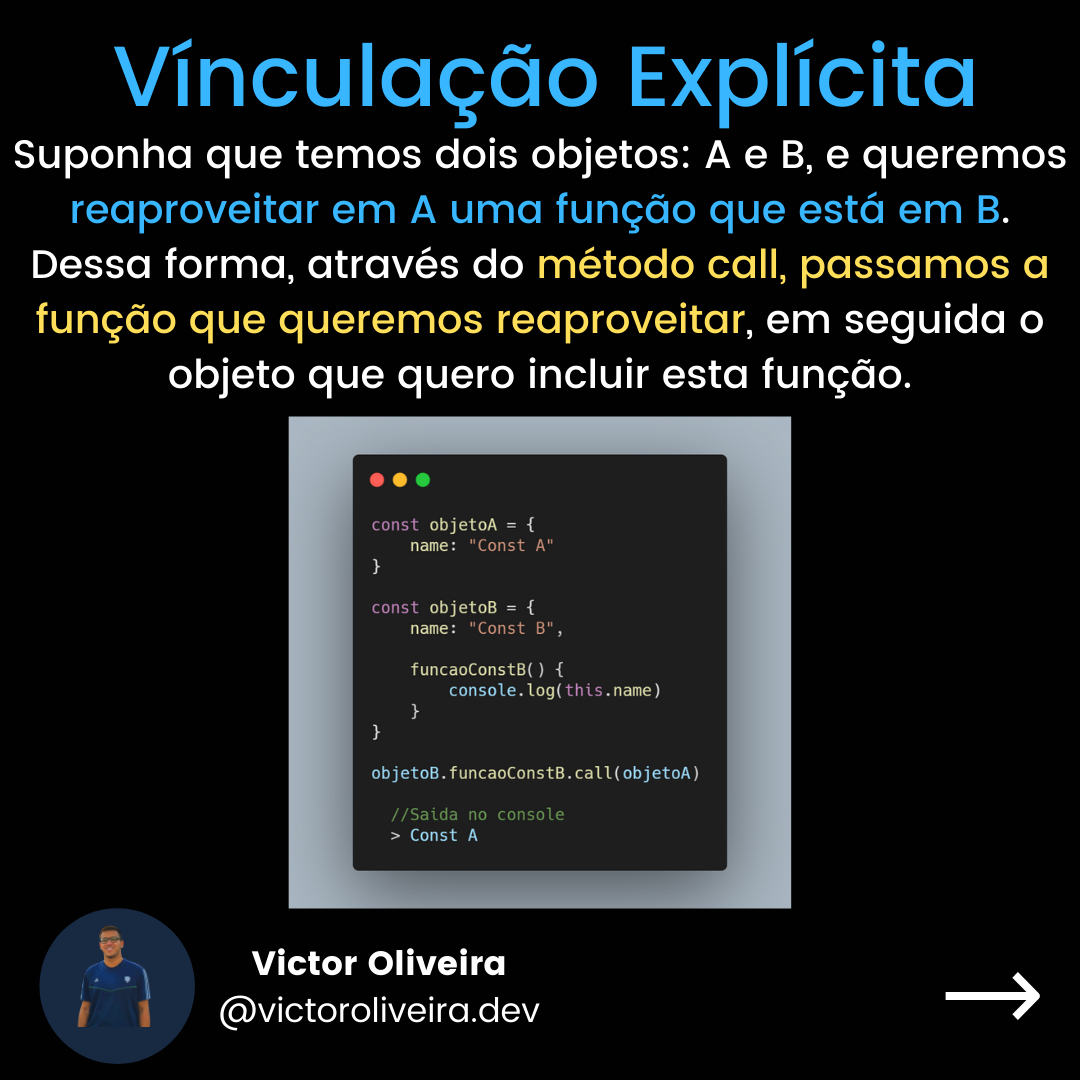 Vínculação Explícita
Suponha que temos dois objetos: A e B, e queremos
reaproveitar em A uma função que está em B.
Dessa forma, através do método call, passamos a
função que queremos reaproveitar, em seguida o
objeto que quero incluir esta função.
const objetoA = {
    name: "Const A"
}
const objetoB = {
    name: "Const B",
    funcaoConstB() {
        console.log(this.name)
    }
}
objetoB.funcaoConstB.call(objetoA)
  //Saida no console
  > Const A
Victor Oliveira
@victoroliveira.dev